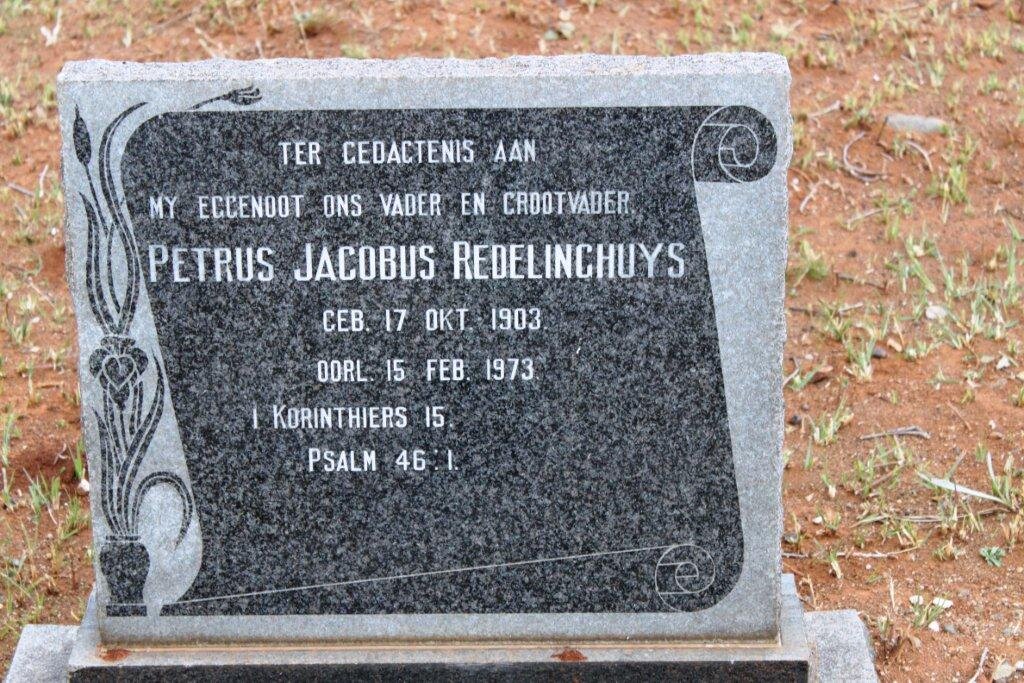 TER GEDAGTENIS AAN
MY EGGENOOT ONS VADER EN GROOTVADER
PETRUS JACOBUS REDELINGHUYS
GEB. 17 OKT. 1903.
OORL. 15 FEB. 1973.
I KORINTHIERS 15.
PSALM 46:1.